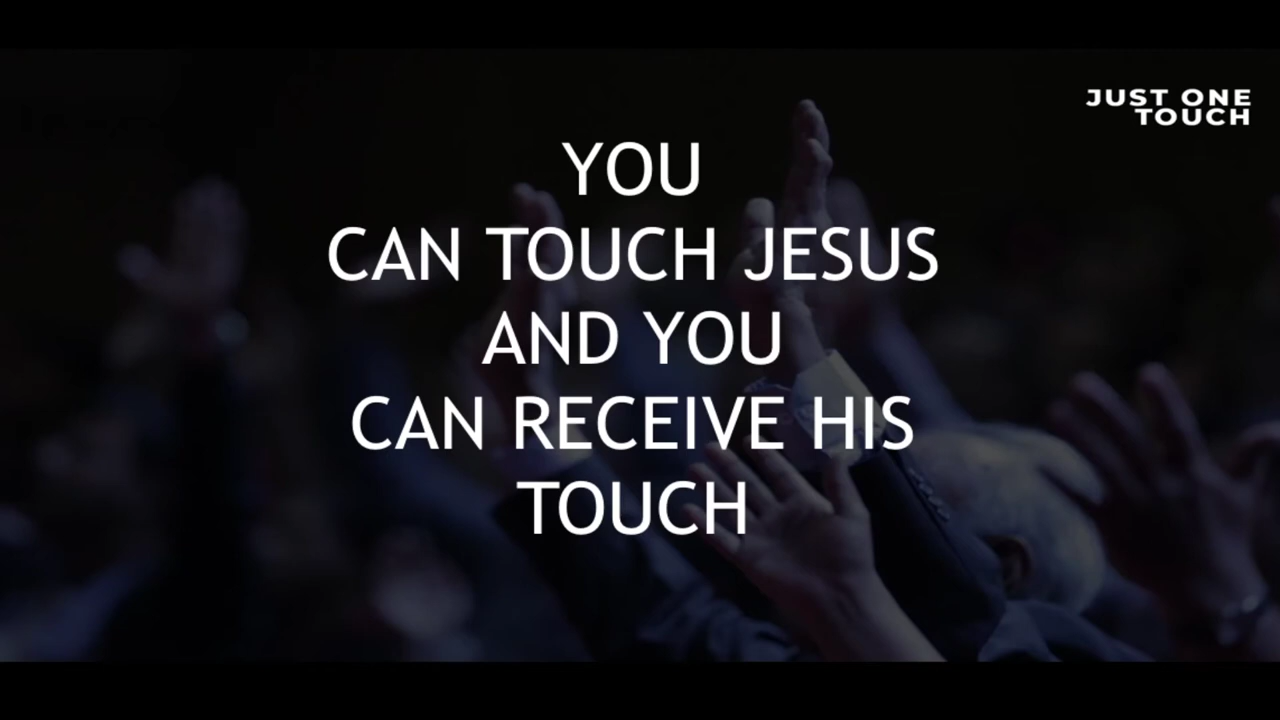 JUST ONE
TOUCH
YOU
CAN TOUCH JESUS
AND YOU
CAN RECEIVE HIS
TOUCH